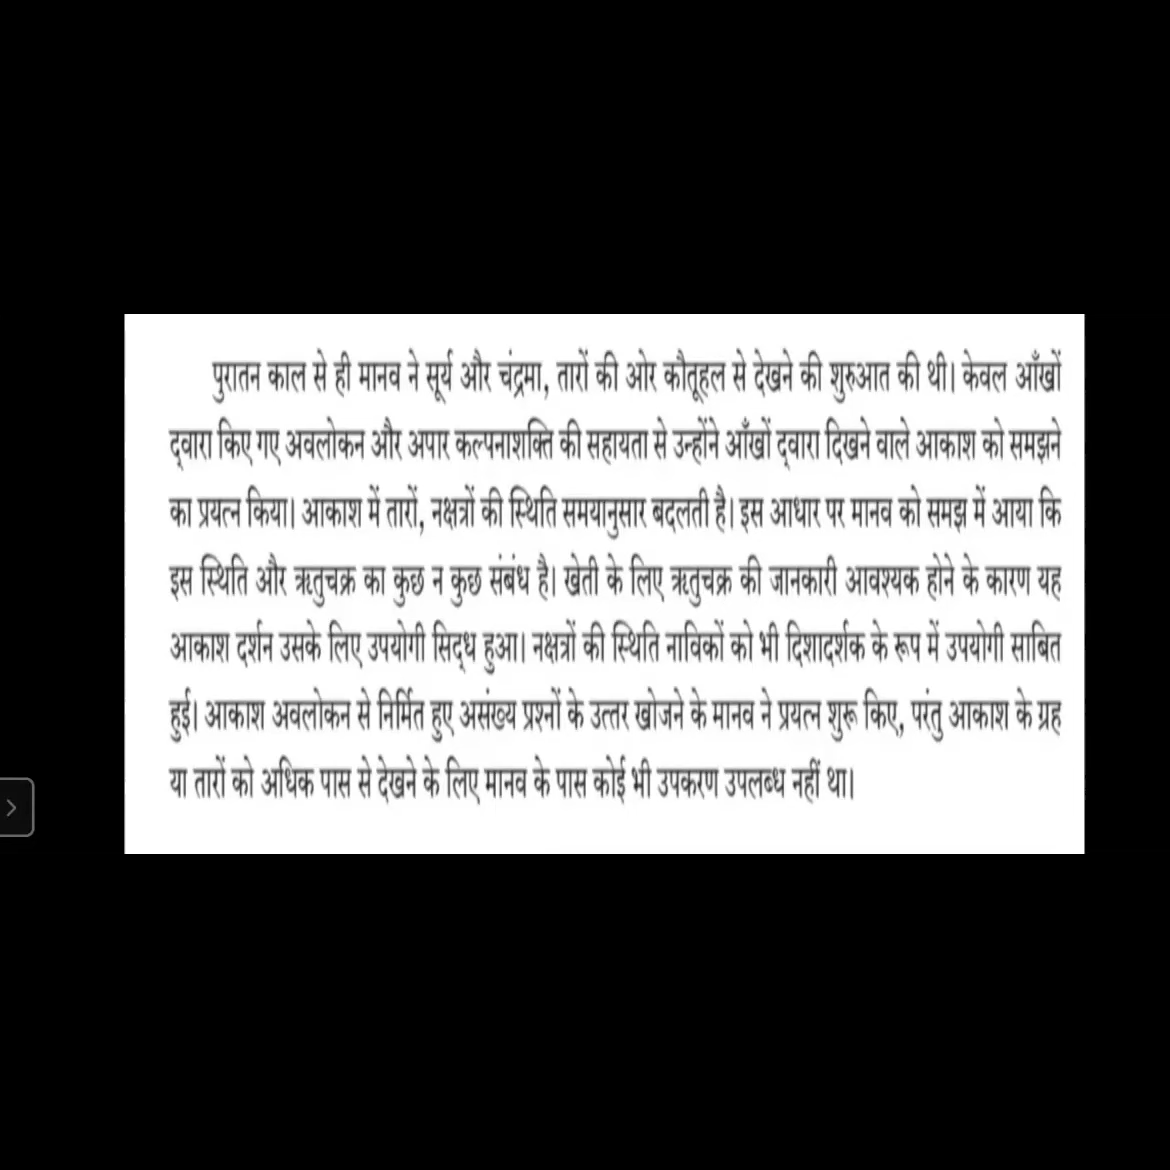 पुरातन काल से ही मानव ने सूर्य और चंद्रमा, तारों की ओर कौतूहल से देखने की शुरुआत की थी। केवल आँखों
द्‌वारा किए गए अवलोकन और अपार कल्पनाशक्ति की सहायता से उन्होंने आँखों द्‌वारा दिखने वाले आकाश को समझने
का प्रयत्न किया। आकाश में तारों, नक्षत्रों की स्थिति समयानुसार बदलती है। इस आधार पर मानव को समझ में आया कि
इस स्थिति और ऋतुचक्र का कुछ न कुछ संबंध है। खेती के लिए ऋतुचक्र की जानकारी आवश्यक होने के कारण यह
आकाश दर्शन उसके लिए उपयोगी सिद्‌ध हुआ। नक्षत्रों की स्थिति नाविकों को भी दिशादर्शक के रूप में उपयोगी साबित
हुई। आकाश अवलोकन से निर्मित हुए असंख्य प्रश्नों के उत्तर खोजने के मानव ने प्रयत्न शुरू किए, परंतु आकाश के ग्रह
या तारों को अधिक पास से देखने के लिए मानव के पास कोई भी उपकरण उपलब्ध नहीं था।